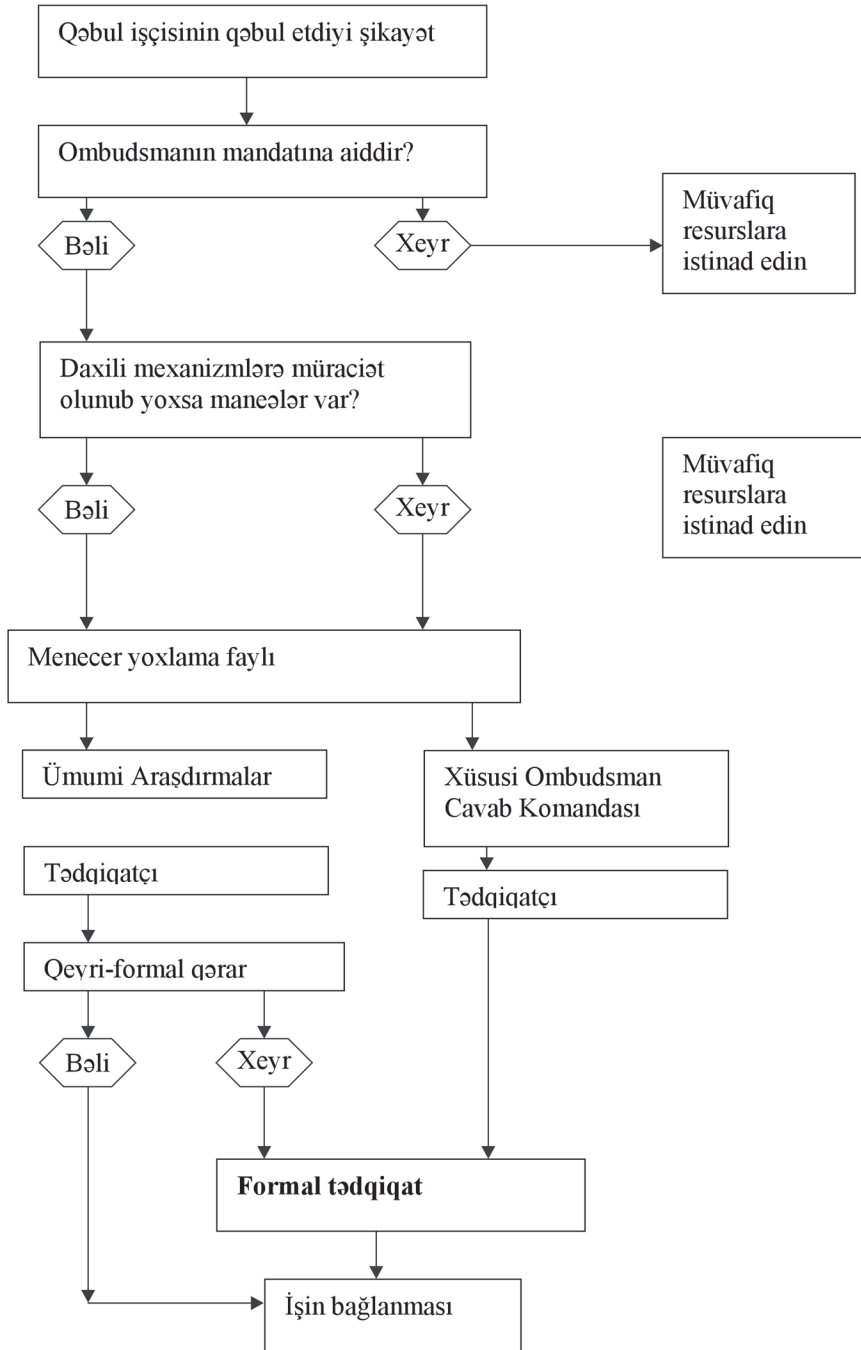 Qəbul işçisinin qəbul etdiyi şikayət
Ombudsmanın mandatına aiddir?
Bəli
Xeyr
Müvafiq
resurslara
istinad edin
Daxili mexanizmlərə müraciət
olunub yoxsa maneələr var?
Bəli
Xeyr
Müvafiq
resurslara
istinad edin
Menecer yoxlama faylı
Ümumi Araşdırmalar
Xüsusi Ombudsman
Cavab Komandası
Tədqiqatçı
Tədqiqatçı
Qeyri-formal qərar
Bəli
Xeyr
Formal tədqiqat
İşin bağlanması